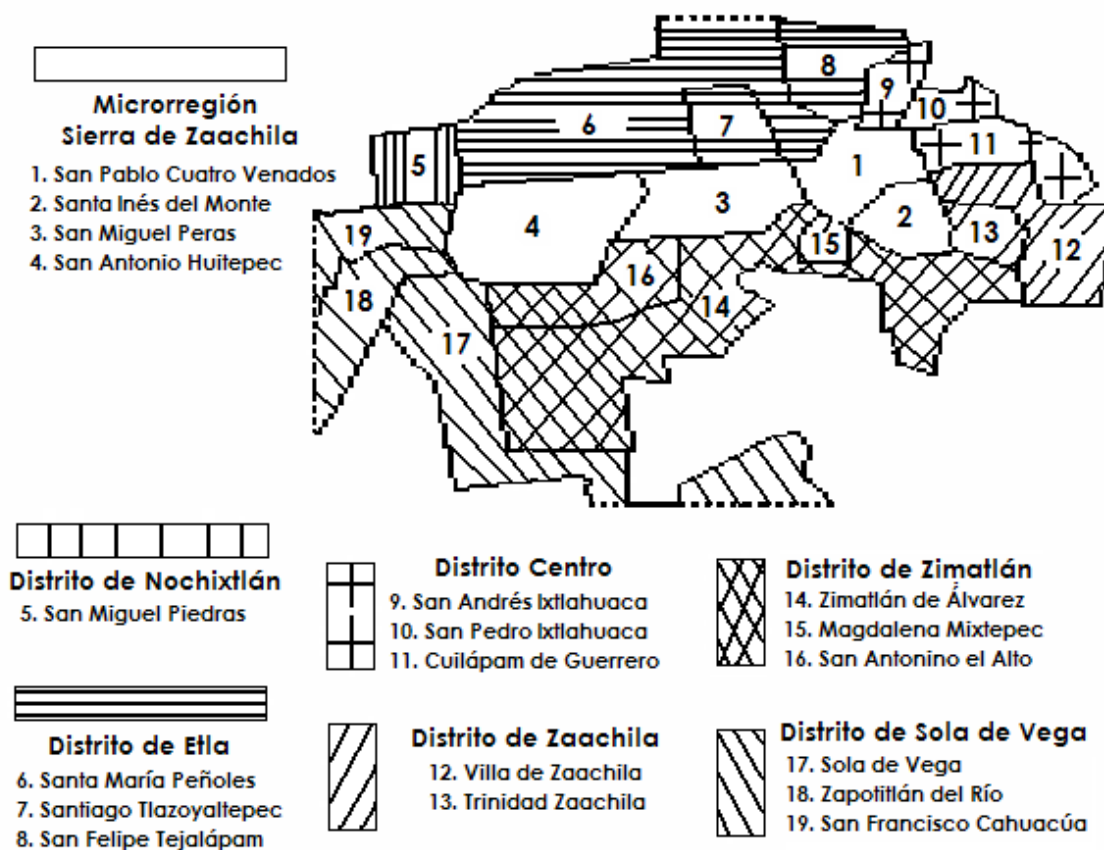 Microrregión
Sierra de Zaachila
1. San Pablo Cuatro Venados
2. Santa Inés del Monte
3. San Miguel Peras
4. San Antonio Huitepec
8
9
10
6
7
11
5
1
3
2
4
19
15
13
12
16
18
14
17
Distrito de Nochixtlán
5. San Miguel Piedras
Distrito de Etla
6. Santa María Peñoles
7. Santiago Tlazoyaltepec
8. San Felipe Tejalápam
Distrito Centro
9. San Andrés Ixtlahuaca
10. San Pedro Ixtlahuaca
11. Cuilápam de Guerrero
Distrito de Zaachila
12. Villa de Zaachila
13. Trinidad Zaachila
Distrito de Zimatlán
14. Zimatlán de Álvarez
15. Magdalena Mixtepec
16. San Antonino el Alto
Distrito de Sola de Vega
17. Sola de Vega
18. Zapotitlán del Río
19. San Francisco Cahuacúa